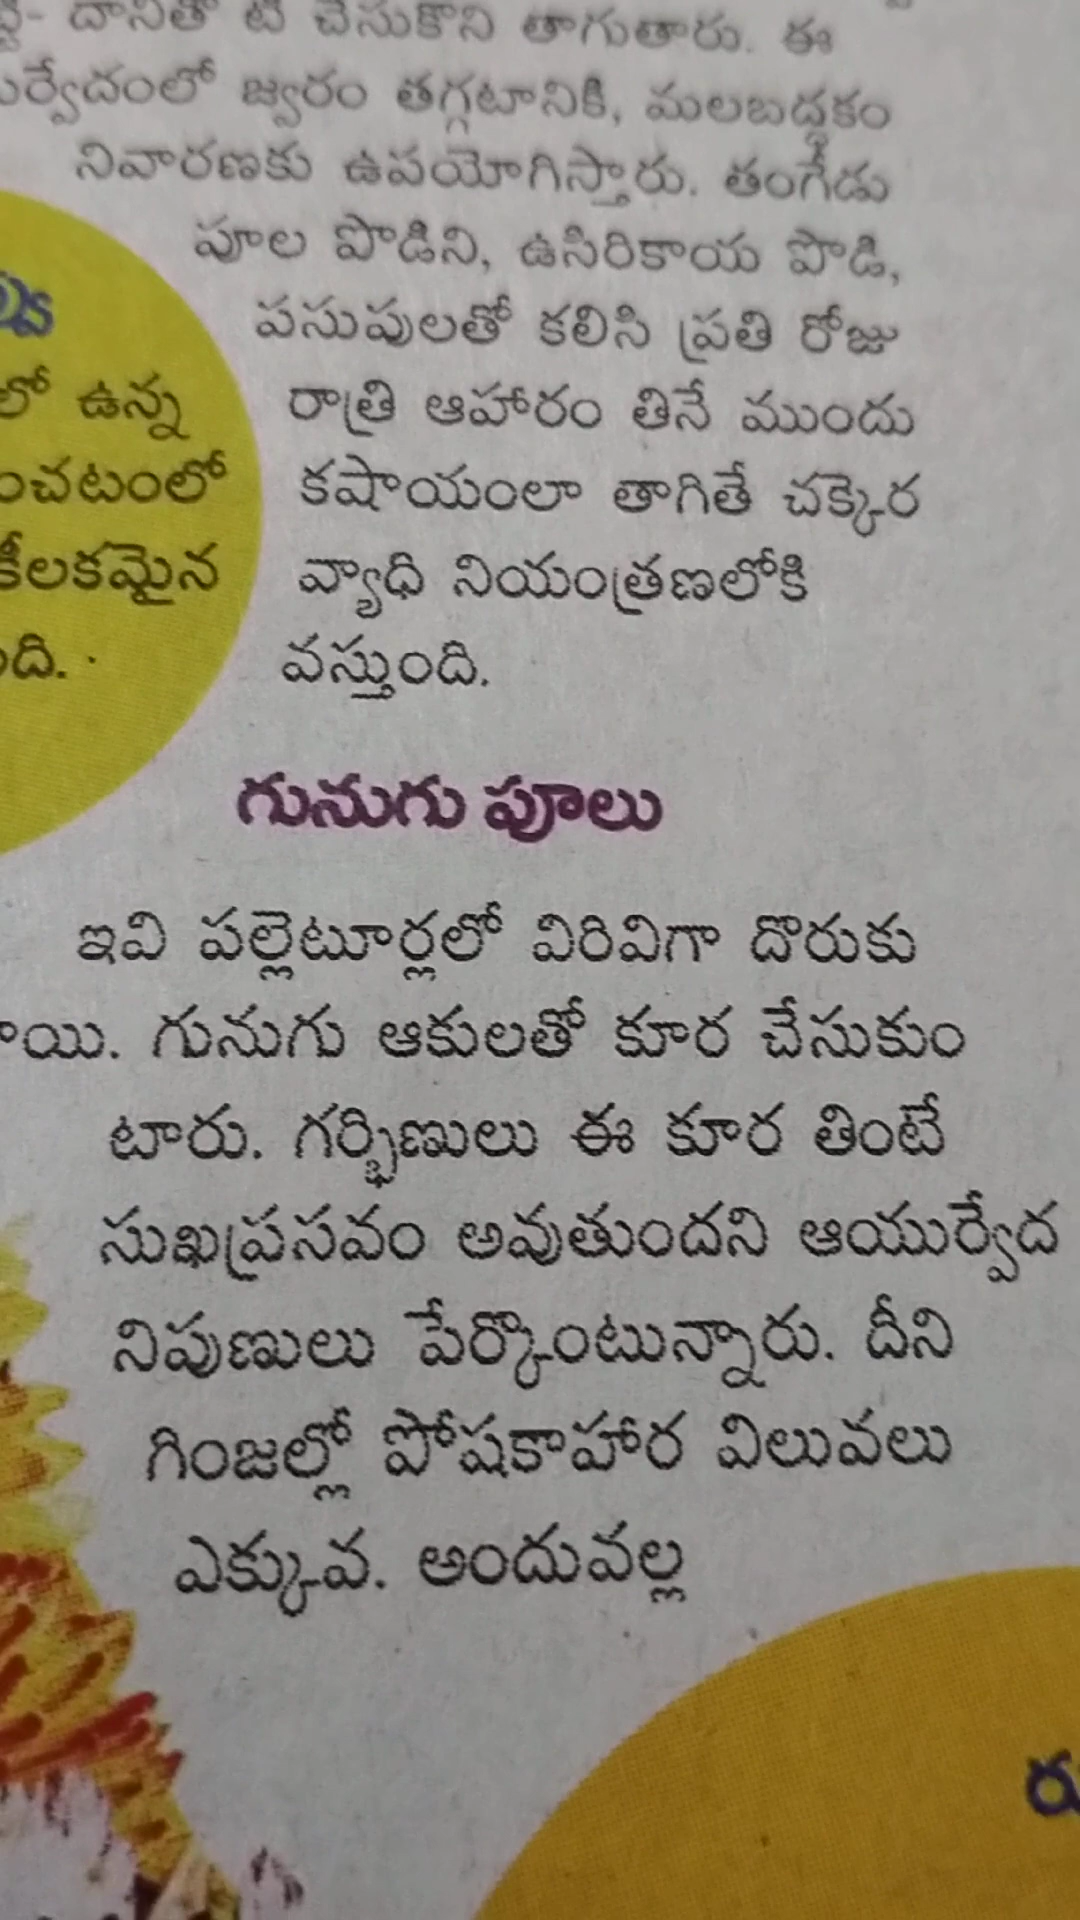 దానితో టీ చేసుకొని తాగుతారు. ఈ
జ్వరం తగ్గటానికి, మలబద్ధకం
నివారణకు ఉపయోగిస్తారు. తంగేడు
పూల పొడిని, ఉసిరికాయ పొడి,
పసుపులతో కలిసి ప్రతి రోజు
రాత్రి ఆహారం తినే ముందు
కషాయంలా తాగితే చక్కెర
వ్యాధి నియంత్రణలోకి
వస్తుంది.
లో ఉన్న
కీలకమైన
గునుగు పూలు
ఇవి పల్లెటూర్లలో విరివిగా దొరుకు
గునుగు ఆకులతో కూర చేసుకుం
టారు. గర్భిణులు ఈ కూర తింటే
సుఖప్రసవం అవుతుందని ఆయుర్వేద
నిపుణులు పేర్కొంటున్నారు. దీని
గింజల్లో పోషకాహార విలువలు
ఎక్కువ. అందువల్ల